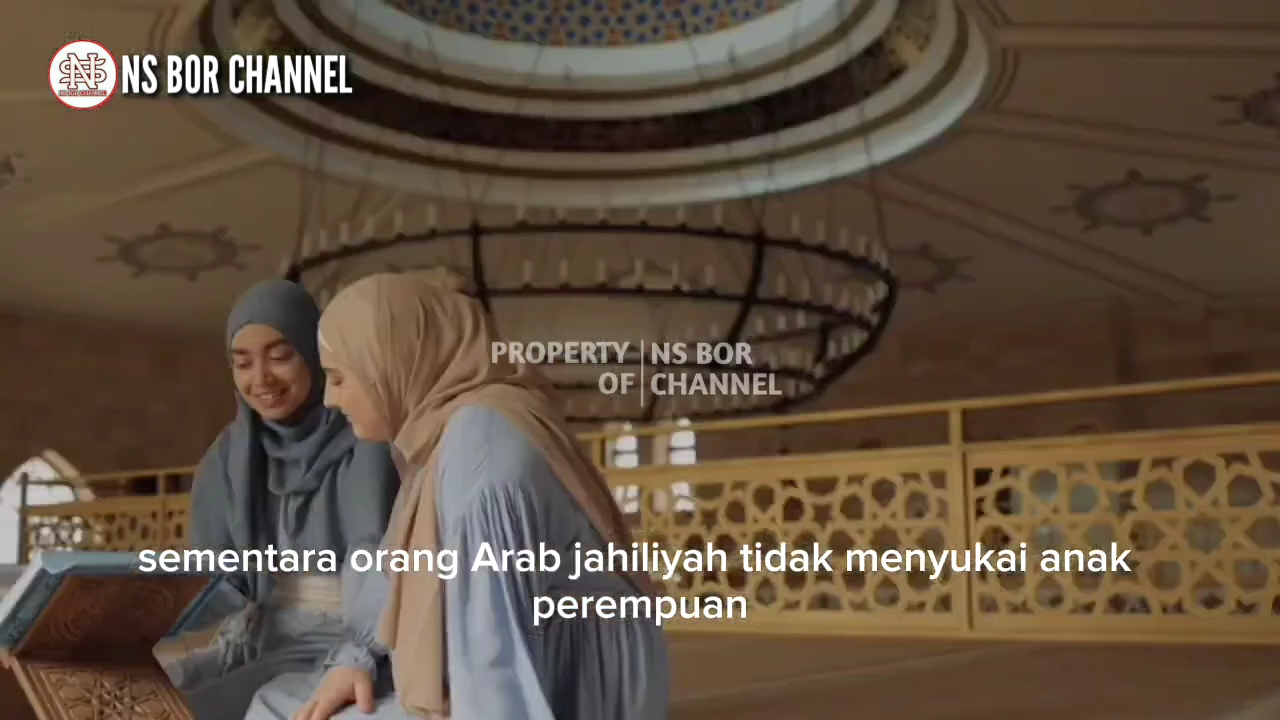 NS BOR CHANNEL
PROPERTY OF
NS BOR CHANNEL
sementara orang Arab jahiliyah tidak menyukai anak
perempuan